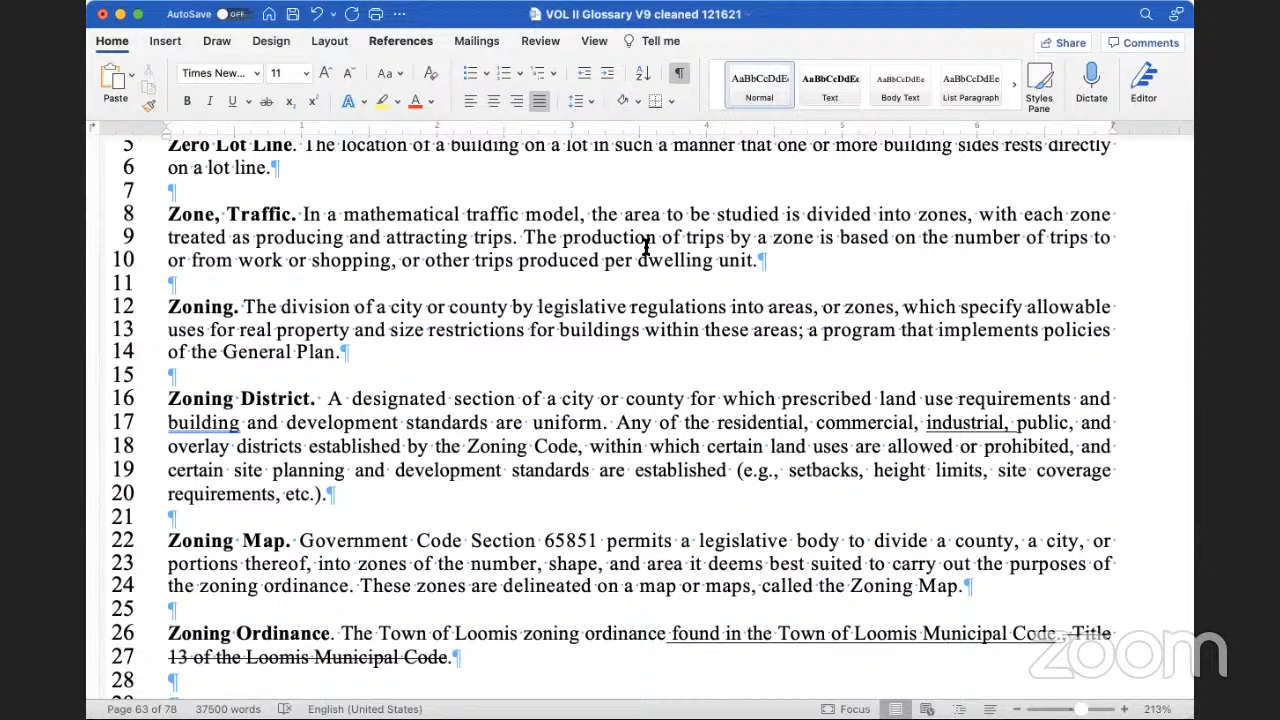 AutoSave OFF VOL II Glossary V9 cleaned 121621
Home Insert Draw Design Layout References Mailings Review View Tell me Share Comments
Paste Times New... 11 Aa AaBbCcDdE AaBbCcDdE AaBbCcDdEe AaBbCcDdEe Styles Pane Dictate Editor
Normal Text Body Text List Paragraph
1 2 3 4 5 6 7
5 Zero Lot Line. The location of a building on a lot in such a manner that one or more building sides rests directly
6 on a lot line.¶
7 ¶
8 Zone, Traffic. In a mathematical traffic model, the area to be studied is divided into zones, with each zone
9 treated as producing and attracting trips. The production of trips by a zone is based on the number of trips to
10 or from work or shopping, or other trips produced per dwelling unit.¶
11 ¶
12 Zoning. The division of a city or county by legislative regulations into areas, or zones, which specify allowable
13 uses for real property and size restrictions for buildings within these areas; a program that implements policies
14 of the General Plan.¶
15 ¶
16 Zoning District. A designated section of a city or county for which prescribed land use requirements and
17 building and development standards are uniform. Any of the residential, commercial, industrial, public, and
18 overlay districts established by the Zoning Code, within which certain land uses are allowed or prohibited, and
19 certain site planning and development standards are established (e.g., setbacks, height limits, site coverage
20 requirements, etc.).¶
21 ¶
22 Zoning Map. Government Code Section 65851 permits a legislative body to divide a county, a city, or
23 portions thereof, into zones of the number, shape, and area it deems best suited to carry out the purposes of
24 the zoning ordinance. These zones are delineated on a map or maps, called the Zoning Map.¶
25 ¶
26 Zoning Ordinance. The Town of Loomis zoning ordinance found in the Town of Loomis Municipal Code., Title
27 13 of the Loomis Municipal Code.¶
28 ¶
zoom
Page 63 of 78 37500 words English (United States) Focus 213%